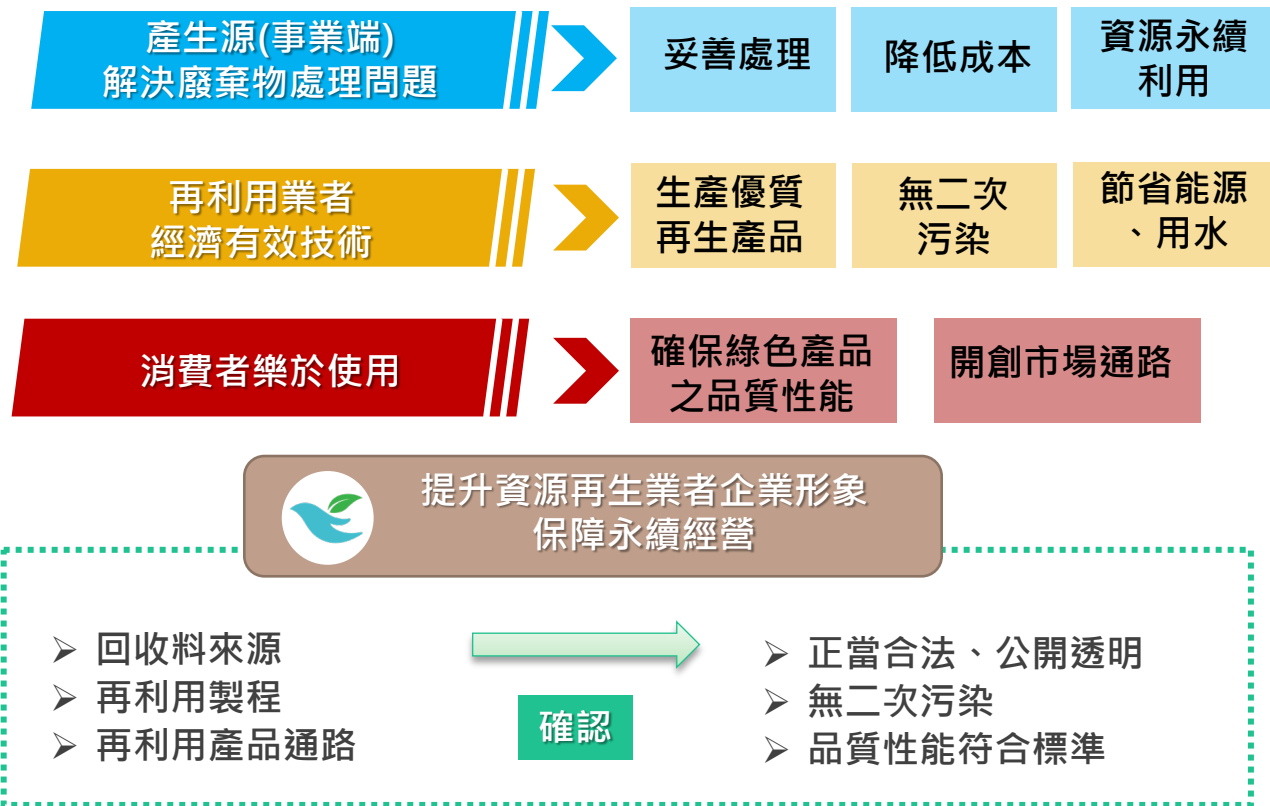 產生源(事業端)
解決廢棄物處理問題
妥善處理
降低成本
資源永續
利用
再利用業者
經濟有效技術
生產優質
再生產品
無二次
污染
節省能源
、用水
消費者樂於使用
確保綠色產品
之品質性能
開創市場通路
提升資源再生業者企業形象
保障永續經營
➢ 回收料來源
➢ 再利用製程
➢ 再利用產品通路
確認
➢ 正當合法、公開透明
➢ 無二次污染
➢ 品質性能符合標準